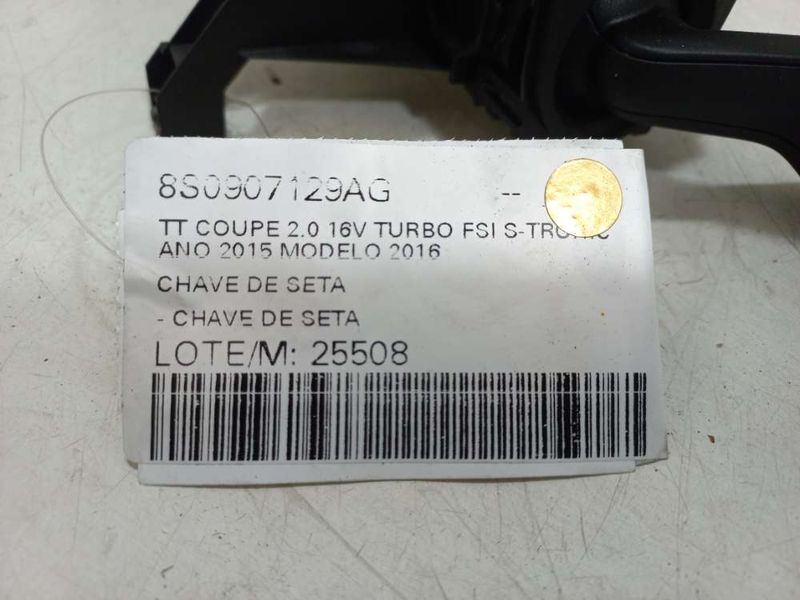 8S0907129AG --
TT COUPE 2.0 16V TURBO FSI S-TRONIC
ANO 2015 MODELO 2016
CHAVE DE SETA
- CHAVE DE SETA
LOTE/M: 25508